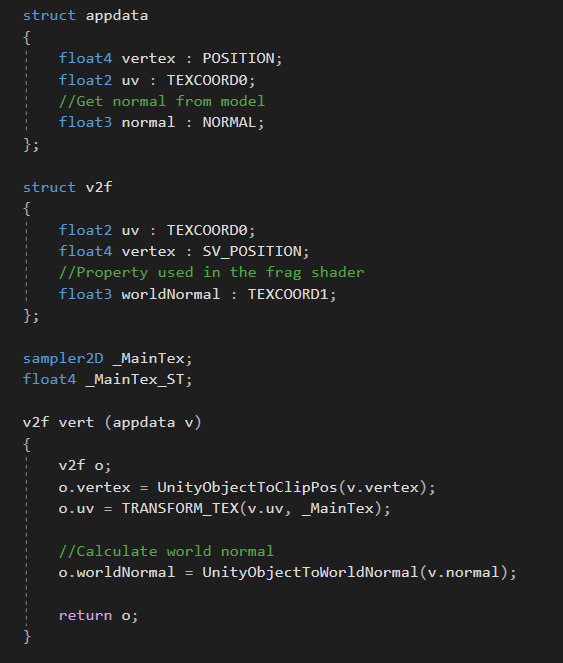 struct appdata
{
    float4 vertex : POSITION;
    float2 uv : TEXCOORD0;
    //Get normal from model
    float3 normal : NORMAL;
};

struct v2f
{
    float2 uv : TEXCOORD0;
    float4 vertex : SV_POSITION;
    //Property used in the frag shader
    float3 worldNormal : TEXCOORD1;
};

sampler2D _MainTex;
float4 _MainTex_ST;

v2f vert (appdata v)
{
    v2f o;
    o.vertex = UnityObjectToClipPos(v.vertex);
    o.uv = TRANSFORM_TEX(v.uv, _MainTex);

    //Calculate world normal
    o.worldNormal = UnityObjectToWorldNormal(v.normal);

    return o;
}